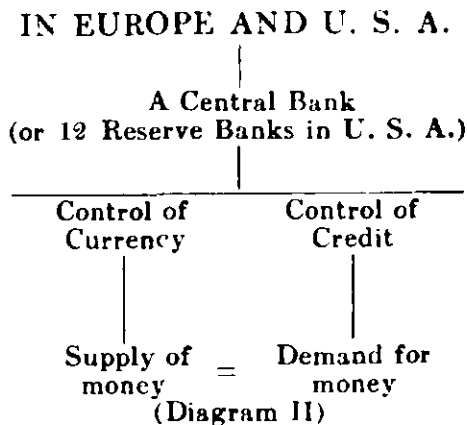 IN EUROPE AND U. S. A.
A Central Bank
(or 12 Reserve Banks in U. S. A.)
Control of Control of
Currency Credit
Supply of = Demand for
money money
(Diagram II)